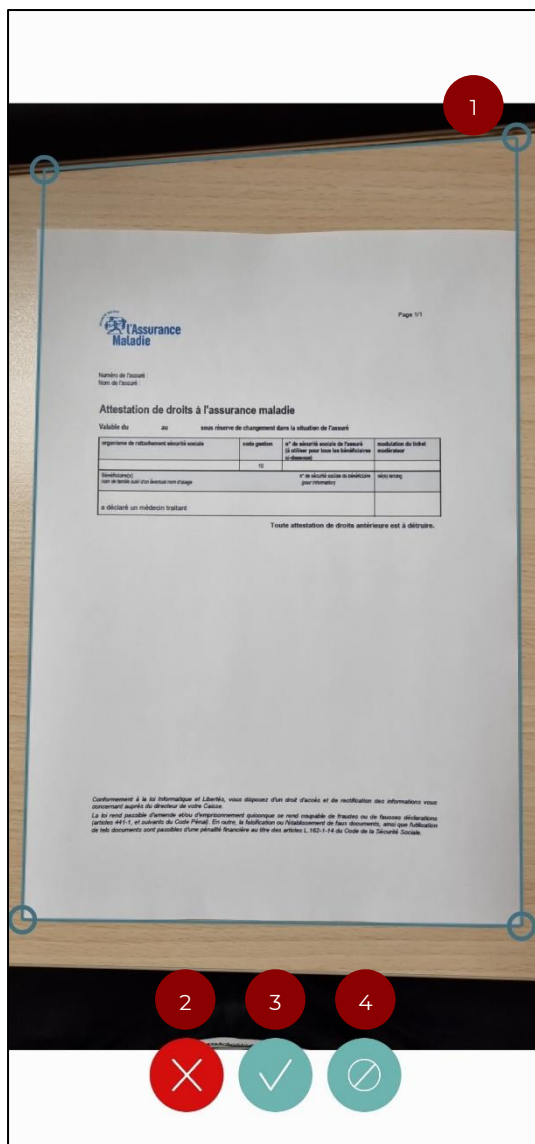 1
Page 1/1
l'Assurance
Maladie
Numéro de l'assuré :
Nom de l'assuré :
Attestation de droits à l'assurance maladie
Valable du au sous réserve de changement dans la situation de l'assuré
organisme de rattachement sécurité sociale code gestion n° de sécurité sociale de l'assuré modulation du ticket
(à utiliser pour tous les bénéficiaires modérateur
ci-dessous)
10
Bénéficiaire(s) n° de sécurité sociale du bénéficiaire
nom de famille suivi d'un éventuel nom d'usage (pour information)
a déclaré un médecin traitant
Toute attestation de droits antérieure est à détruire.
Conformément à la loi Informatique et Libertés, vous disposez d'un droit d'accès et de rectification des informations vous
concernant auprès du directeur de votre Caisse.
La loi rend passible d'amende et/ou d'emprisonnement quiconque se rend coupable de fraudes ou de fausses déclarations
(articles 441-1, et suivants du Code Pénal). En outre, la falsification ou l'établissement de faux documents, ainsi que l'utilisation
de tels documents sont passibles d'une pénalité financière au titre des articles L.162-1-14 du Code de la Sécurité Sociale.
2 3 4